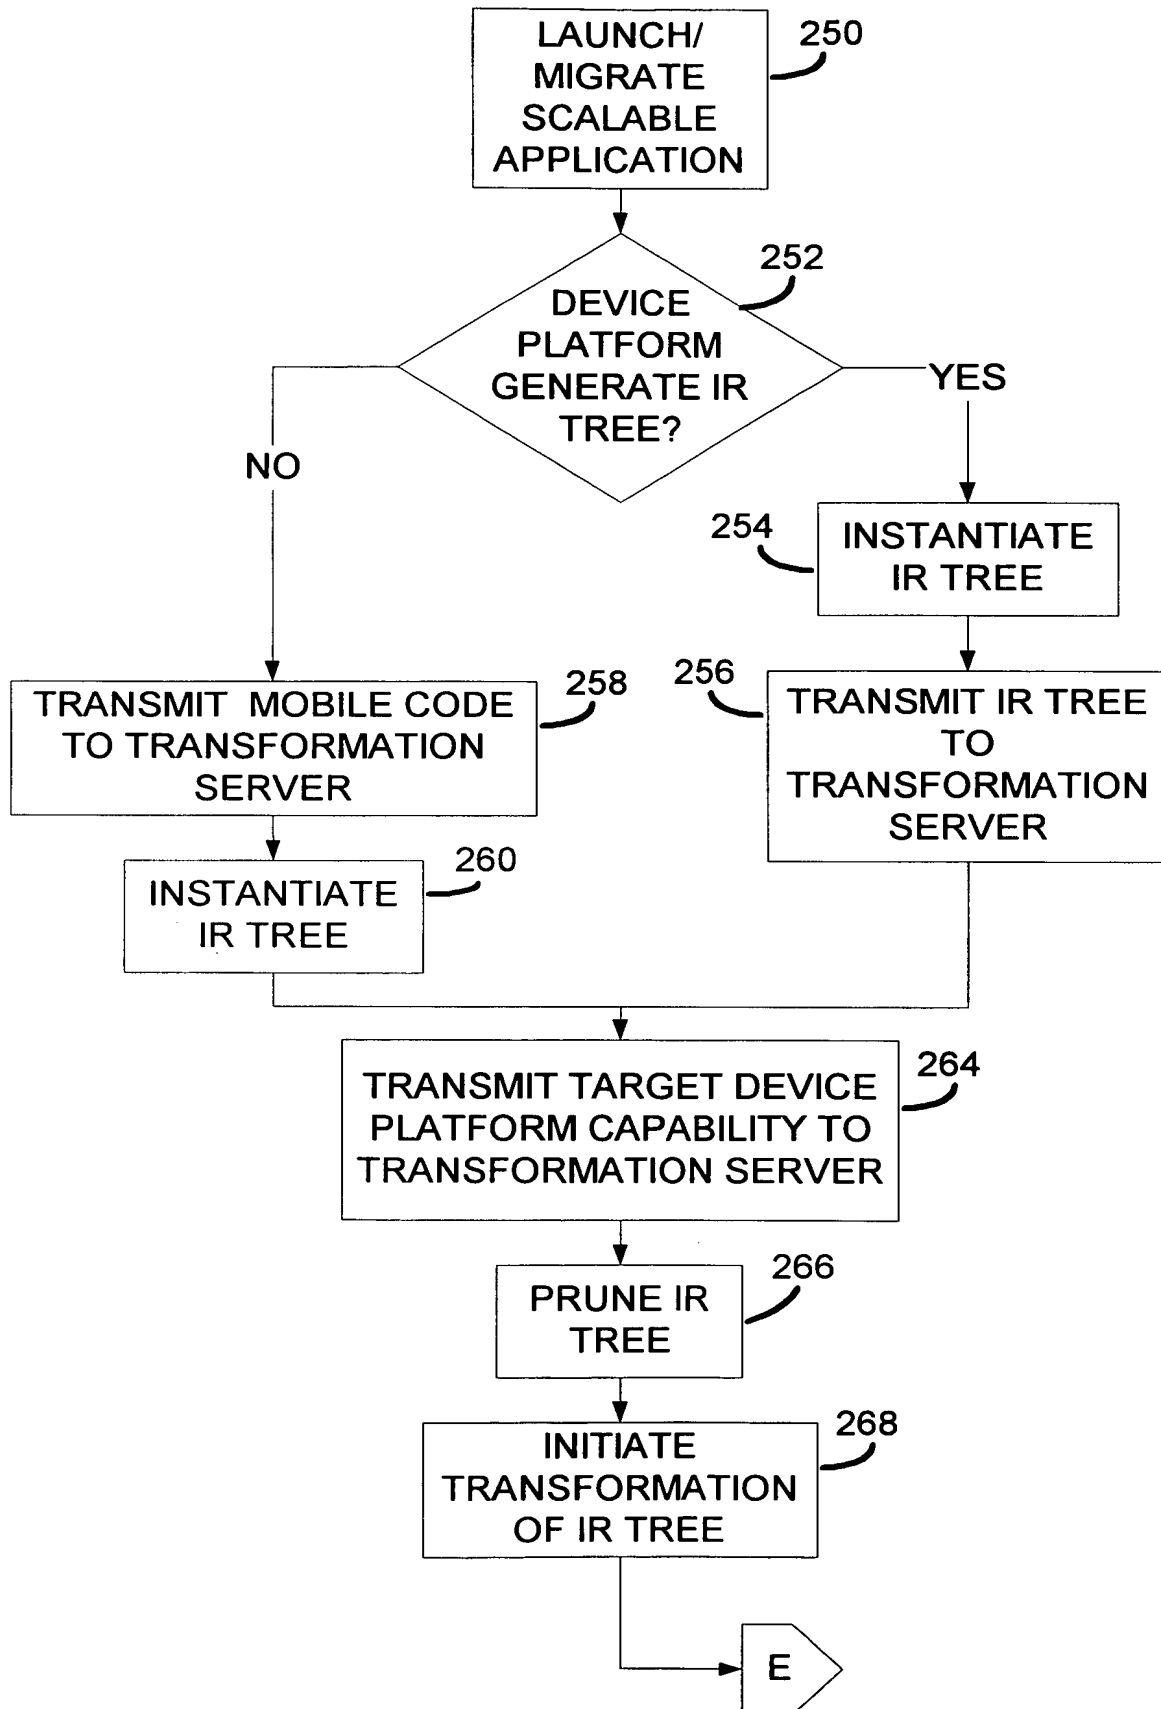 LAUNCH/
MIGRATE
SCALABLE
APPLICATION
250
252
DEVICE
PLATFORM
GENERATE IR
TREE?
YES
NO
254
INSTANTIATE
IR TREE
258
TRANSMIT MOBILE CODE
TO TRANSFORMATION
SERVER
256
TRANSMIT IR TREE
TO
TRANSFORMATION
SERVER
260
INSTANTIATE
IR TREE
264
TRANSMIT TARGET DEVICE
PLATFORM CAPABILITY TO
TRANSFORMATION SERVER
266
PRUNE IR
TREE
268
INITIATE
TRANSFORMATION
OF IR TREE
E